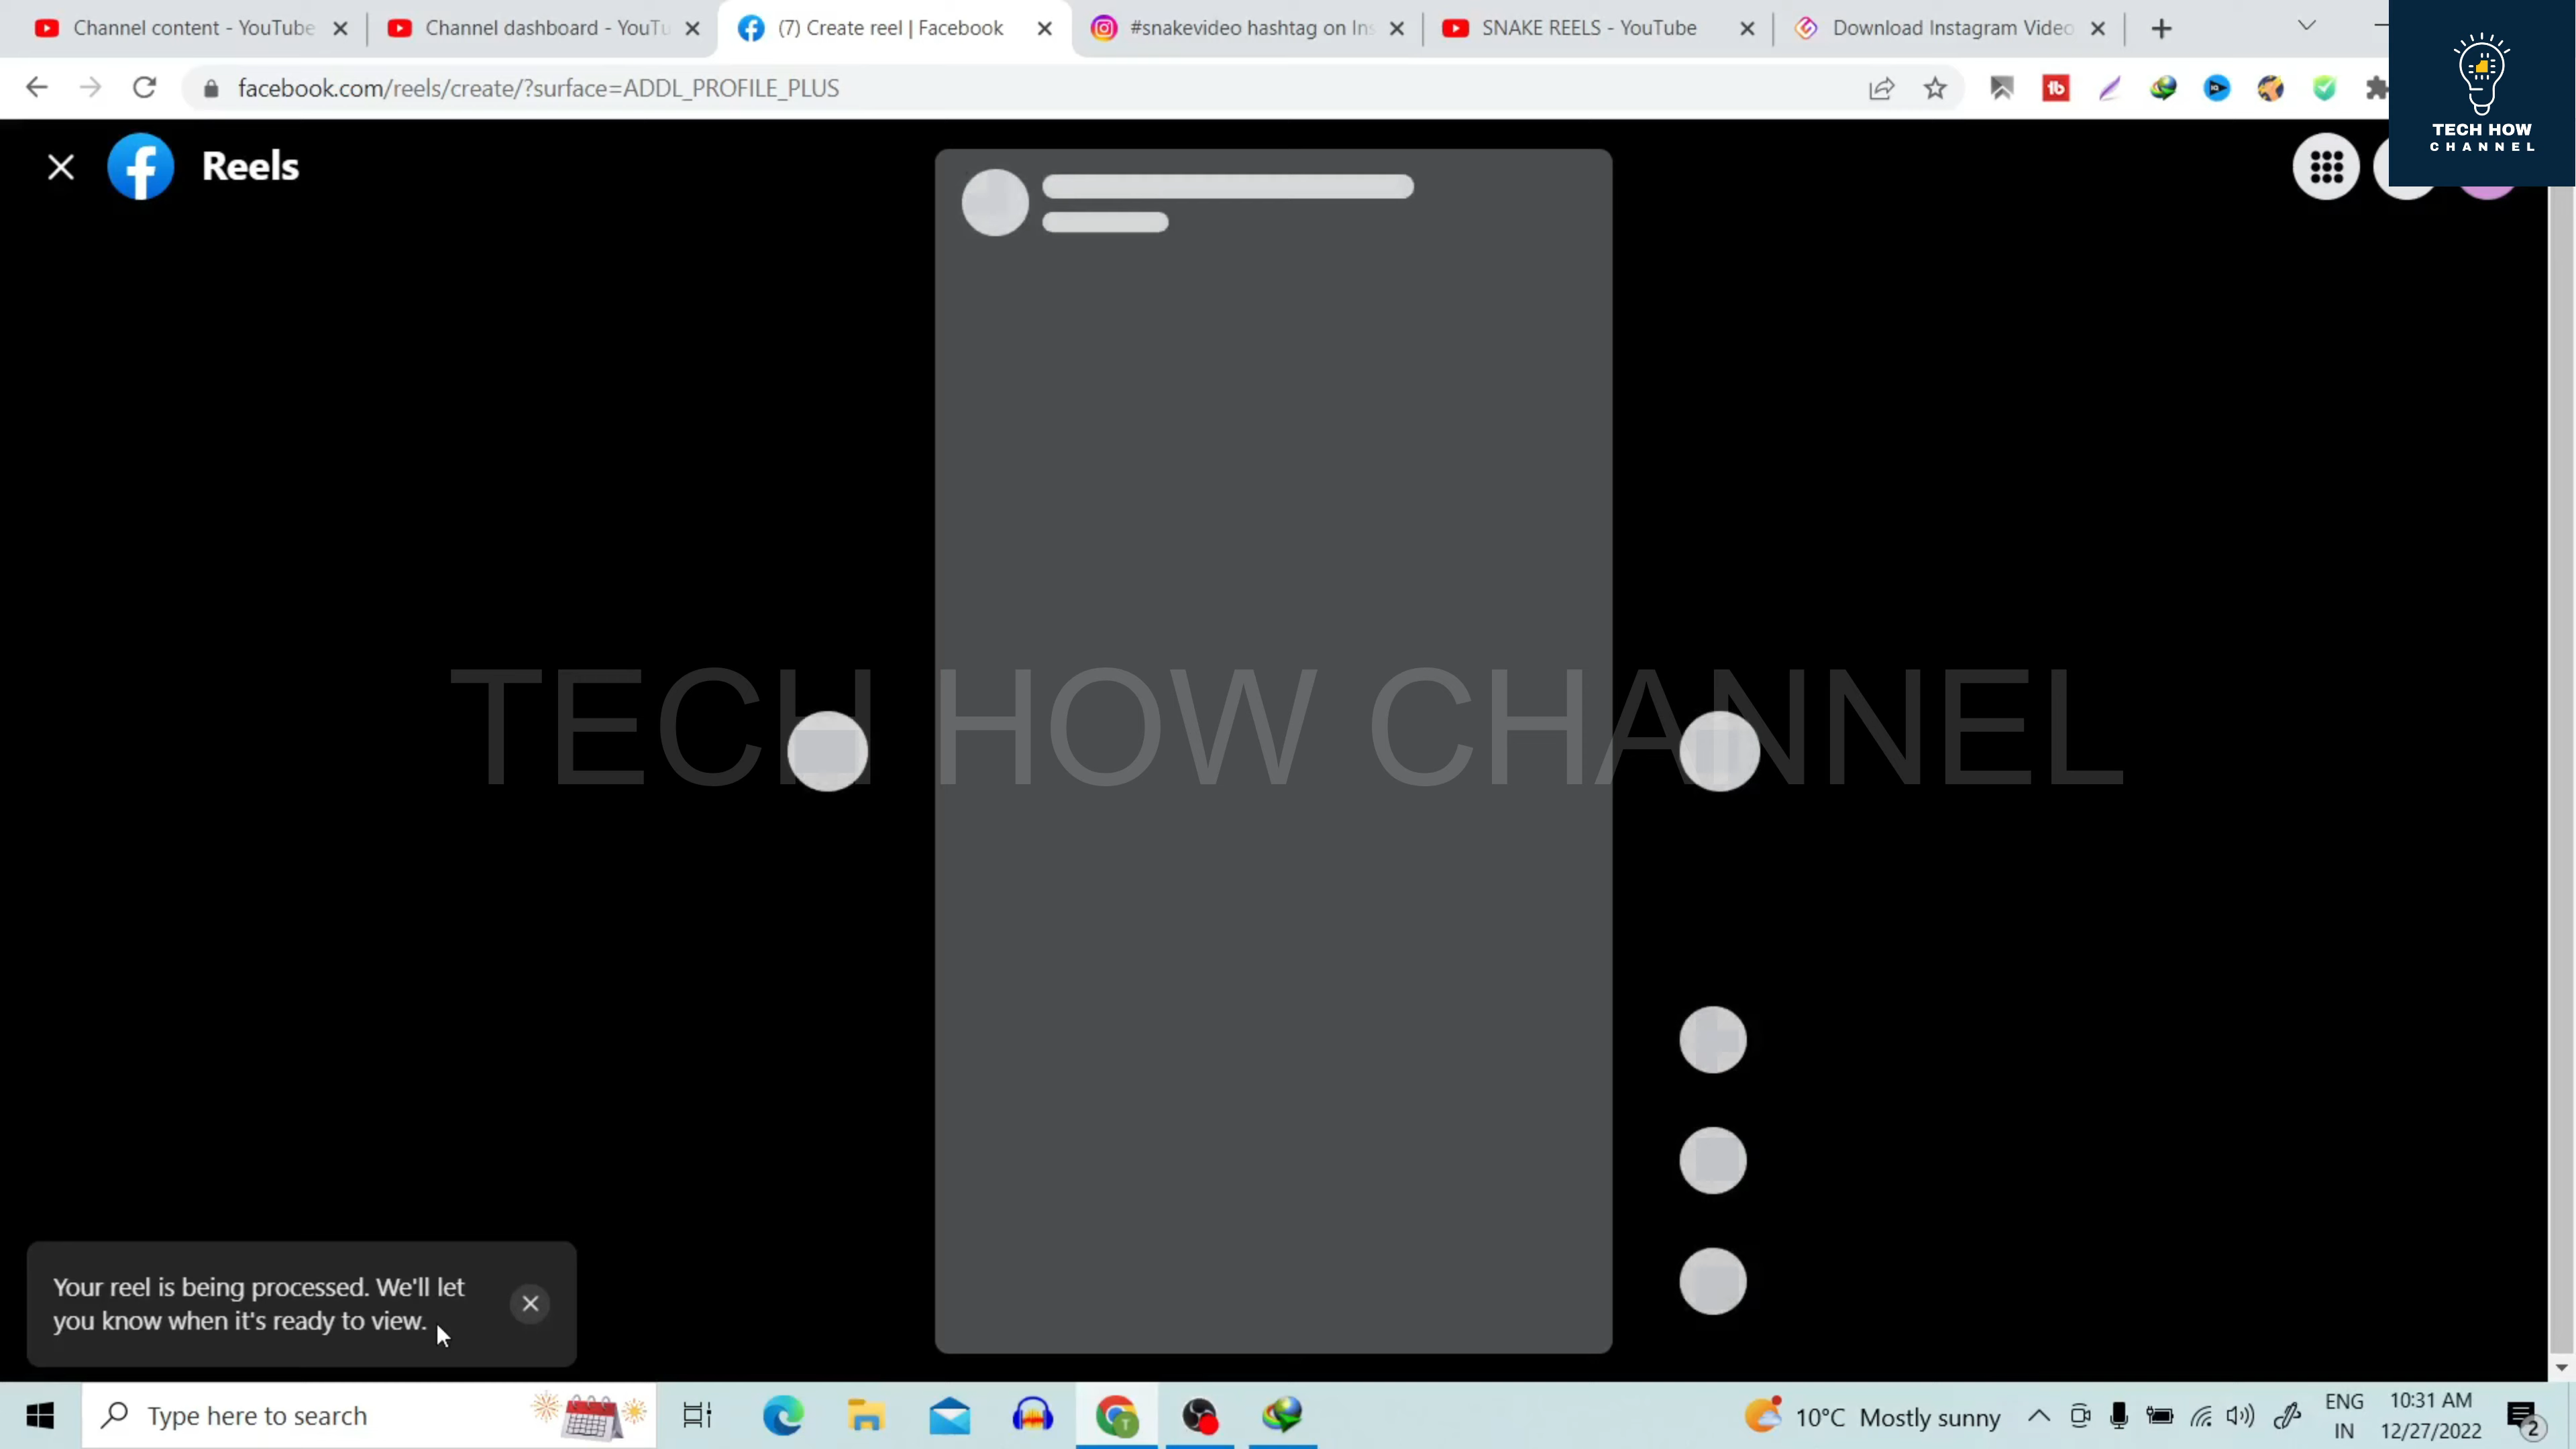 Channel content - YouTube
Channel dashboard - YouTu
(7) Create reel | Facebook
#snakevideo hashtag on Ins
SNAKE REELS - YouTube
Download Instagram Video
facebook.com/reels/create/?surface=ADDL_PROFILE_PLUS
TECH HOW
CHANNEL
Reels
TECH HOW CHANNEL
Your reel is being processed. We'll let
you know when it's ready to view.
Type here to search
10°C Mostly sunny
ENG
IN
10:31 AM
12/27/2022
2